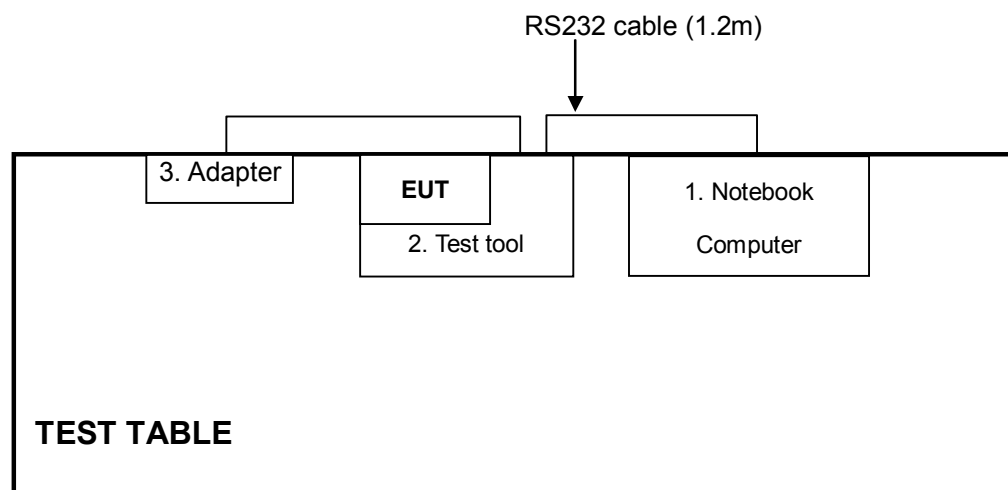 RS232 cable (1.2m)
3. Adapter
EUT
2. Test tool
1. Notebook
Computer
TEST TABLE